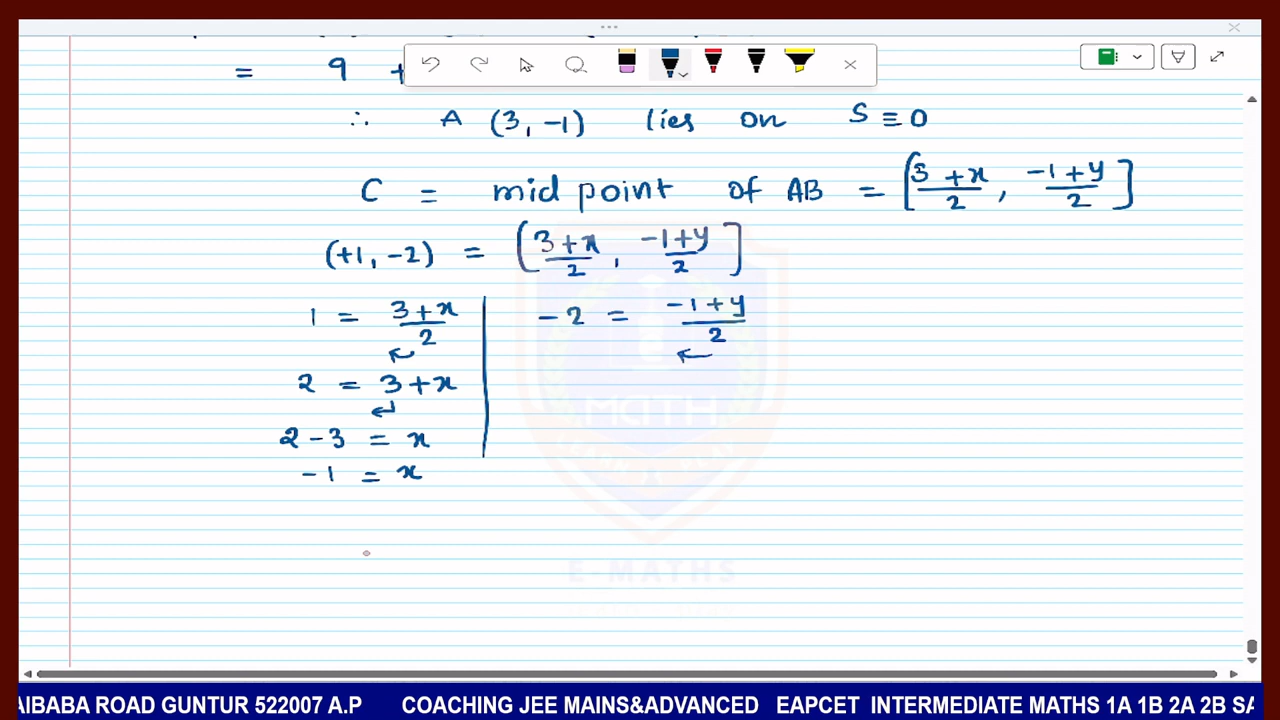 = 9 +
∴ A (3, -1) lies on S ≡ 0
C = mid point of AB = [3+x/2, -1+y/2]
(+1, -2) = [3+x/2, -1+y/2]
1 = 3+x/2 -2 = -1+y/2
2 = 3+x
2 - 3 = x
-1 = x
MATH
E-MATHS
AIBABA ROAD GUNTUR 522007 A.P COACHING JEE MAINS&ADVANCED EAPCET INTERMEDIATE MATHS 1A 1B 2A 2B SA